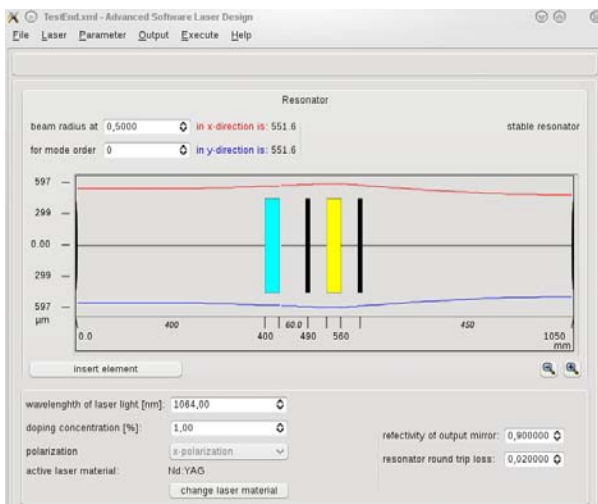 TestEnd.xml - Advanced Software Laser Design
File Laser Parameter Output Execute Help
Resonator
beam radius at 0,5000 in x-direction is: 551.6 stable resonator
for mode order 0 in y-direction is: 551.6
597
299
0.00
299
597
µm
400 60.0 450
0.0 400 490 560 1050
mm
insert element
wavelenghth of laser light [nm]: 1064,00
doping concentration [%]: 1,00
refectivity of output mirror: 0,900000
polarization x-polarization
resonator round trip loss: 0,020000
active laser material: Nd:YAG
change laser material